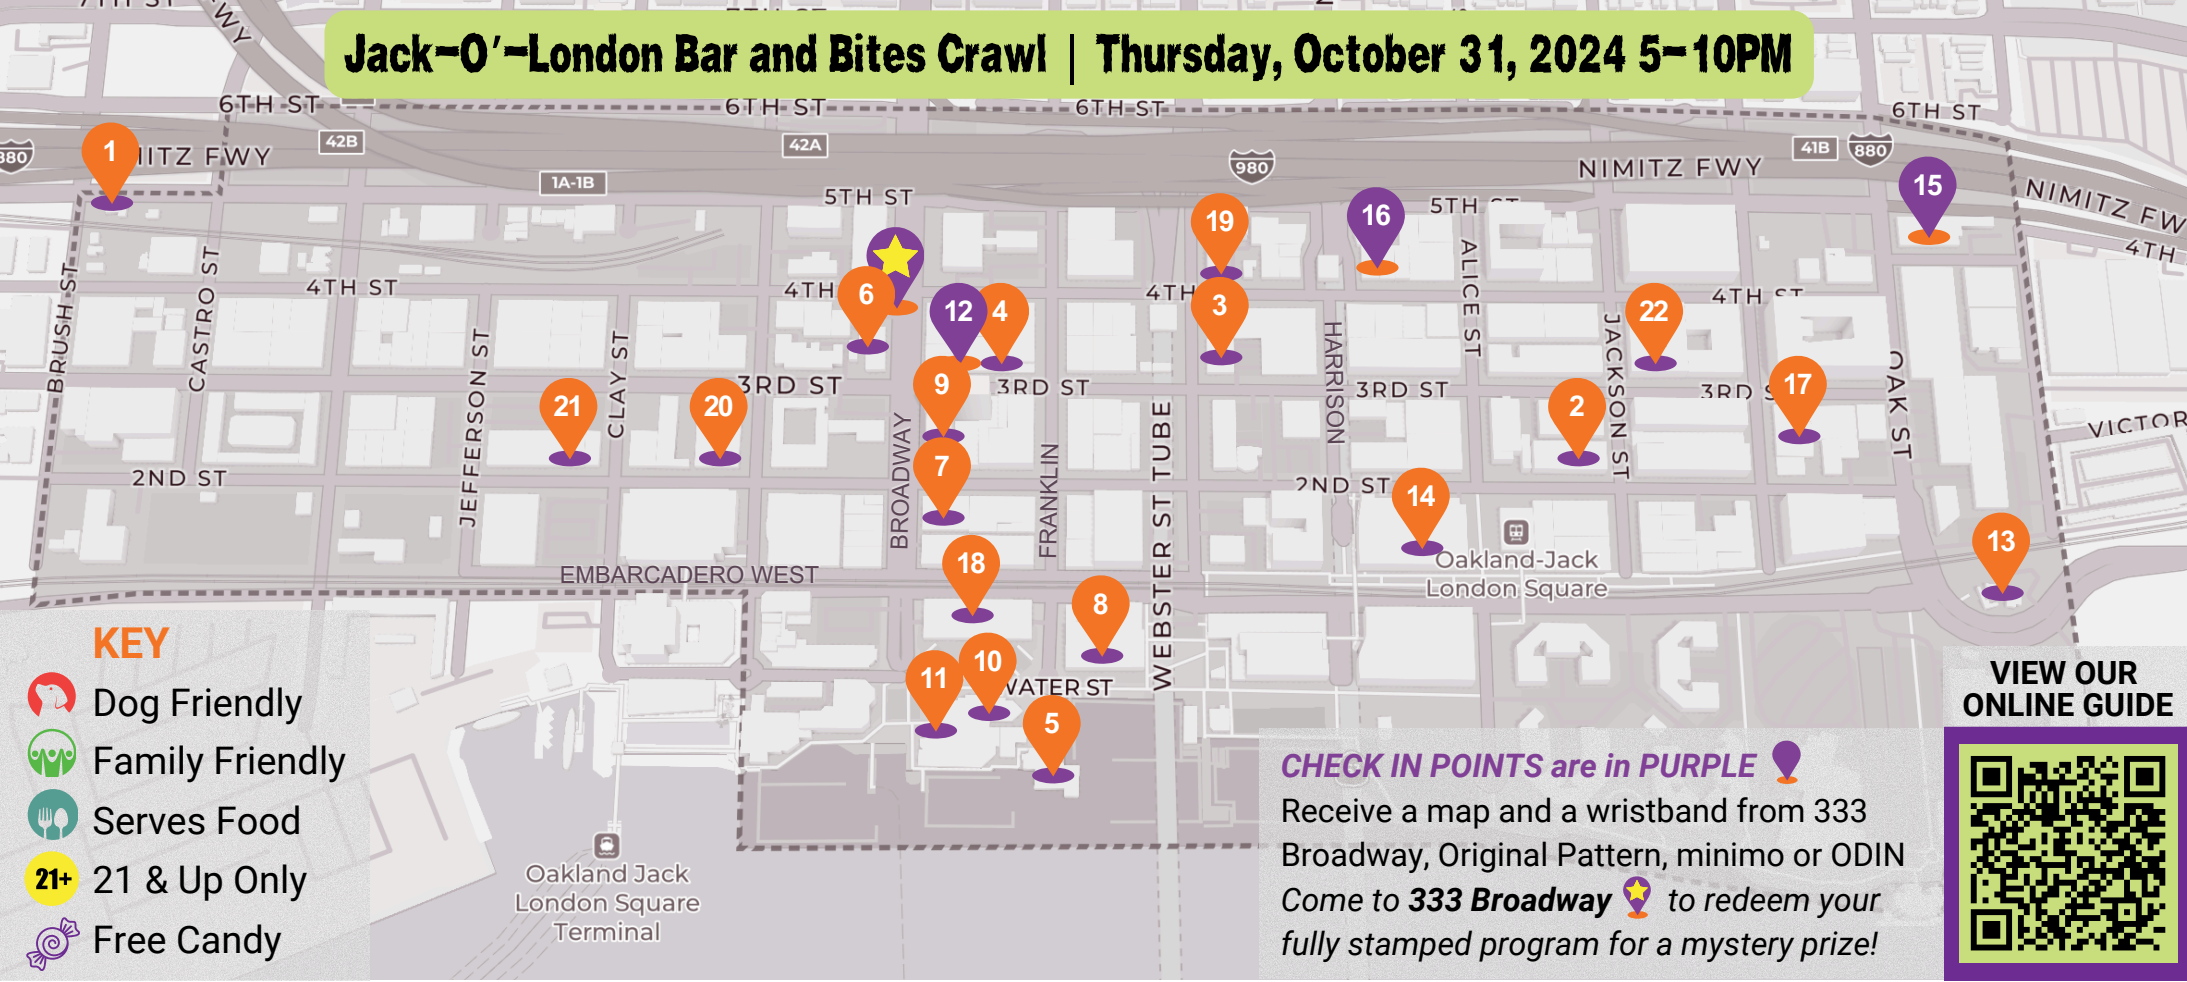 7TH ST
7TH ST
Jack-O'-London Bar and Bites Crawl | Thursday, October 31, 2024 5-10PM
6TH ST
6TH ST
6TH ST
6TH ST
42B
42A
41B
880
880
980
1
NIMITZ FWY
NIMITZ FWY
1A-1B
5TH ST
5TH ST
15
16
19
4TH
BRUSH ST
CASTRO ST
4TH ST
4TH
4TH
4TH ST
6
12
4
3
22
ALICE ST
JEFFERSON ST
CLAY ST
HARRISON
JACKSON ST
OAK ST
21
20
3RD ST
9
3RD ST
3RD ST
2
3RD S
17
VICTOR
2ND ST
BROADWAY
7
FRANKLIN
WEBSTER ST TUBE
2ND ST
14
13
EMBARCADERO WEST
18
8
Oakland-Jack
London Square
11
10
WATER ST
5
KEY
Dog Friendly
Family Friendly
Serves Food
21+ 21 & Up Only
Free Candy
Oakland Jack
London Square
Terminal
CHECK IN POINTS are in PURPLE
Receive a map and a wristband from 333
Broadway, Original Pattern, minimo or ODIN
Come to 333 Broadway to redeem your
fully stamped program for a mystery prize!
VIEW OUR
ONLINE GUIDE